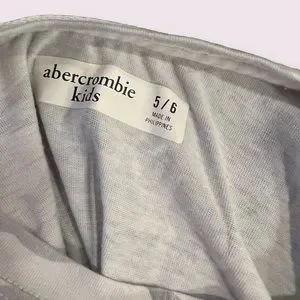 abercrombie
kids
5/6
MADE IN
PHILIPPINES